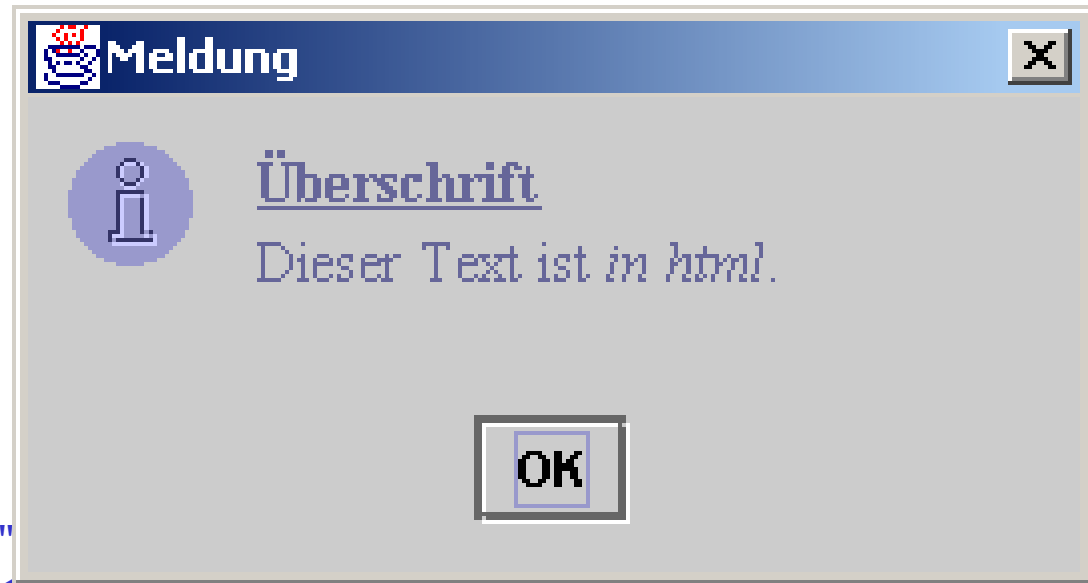 Meldung
Überschrift
Dieser Text ist in html.
OK
"